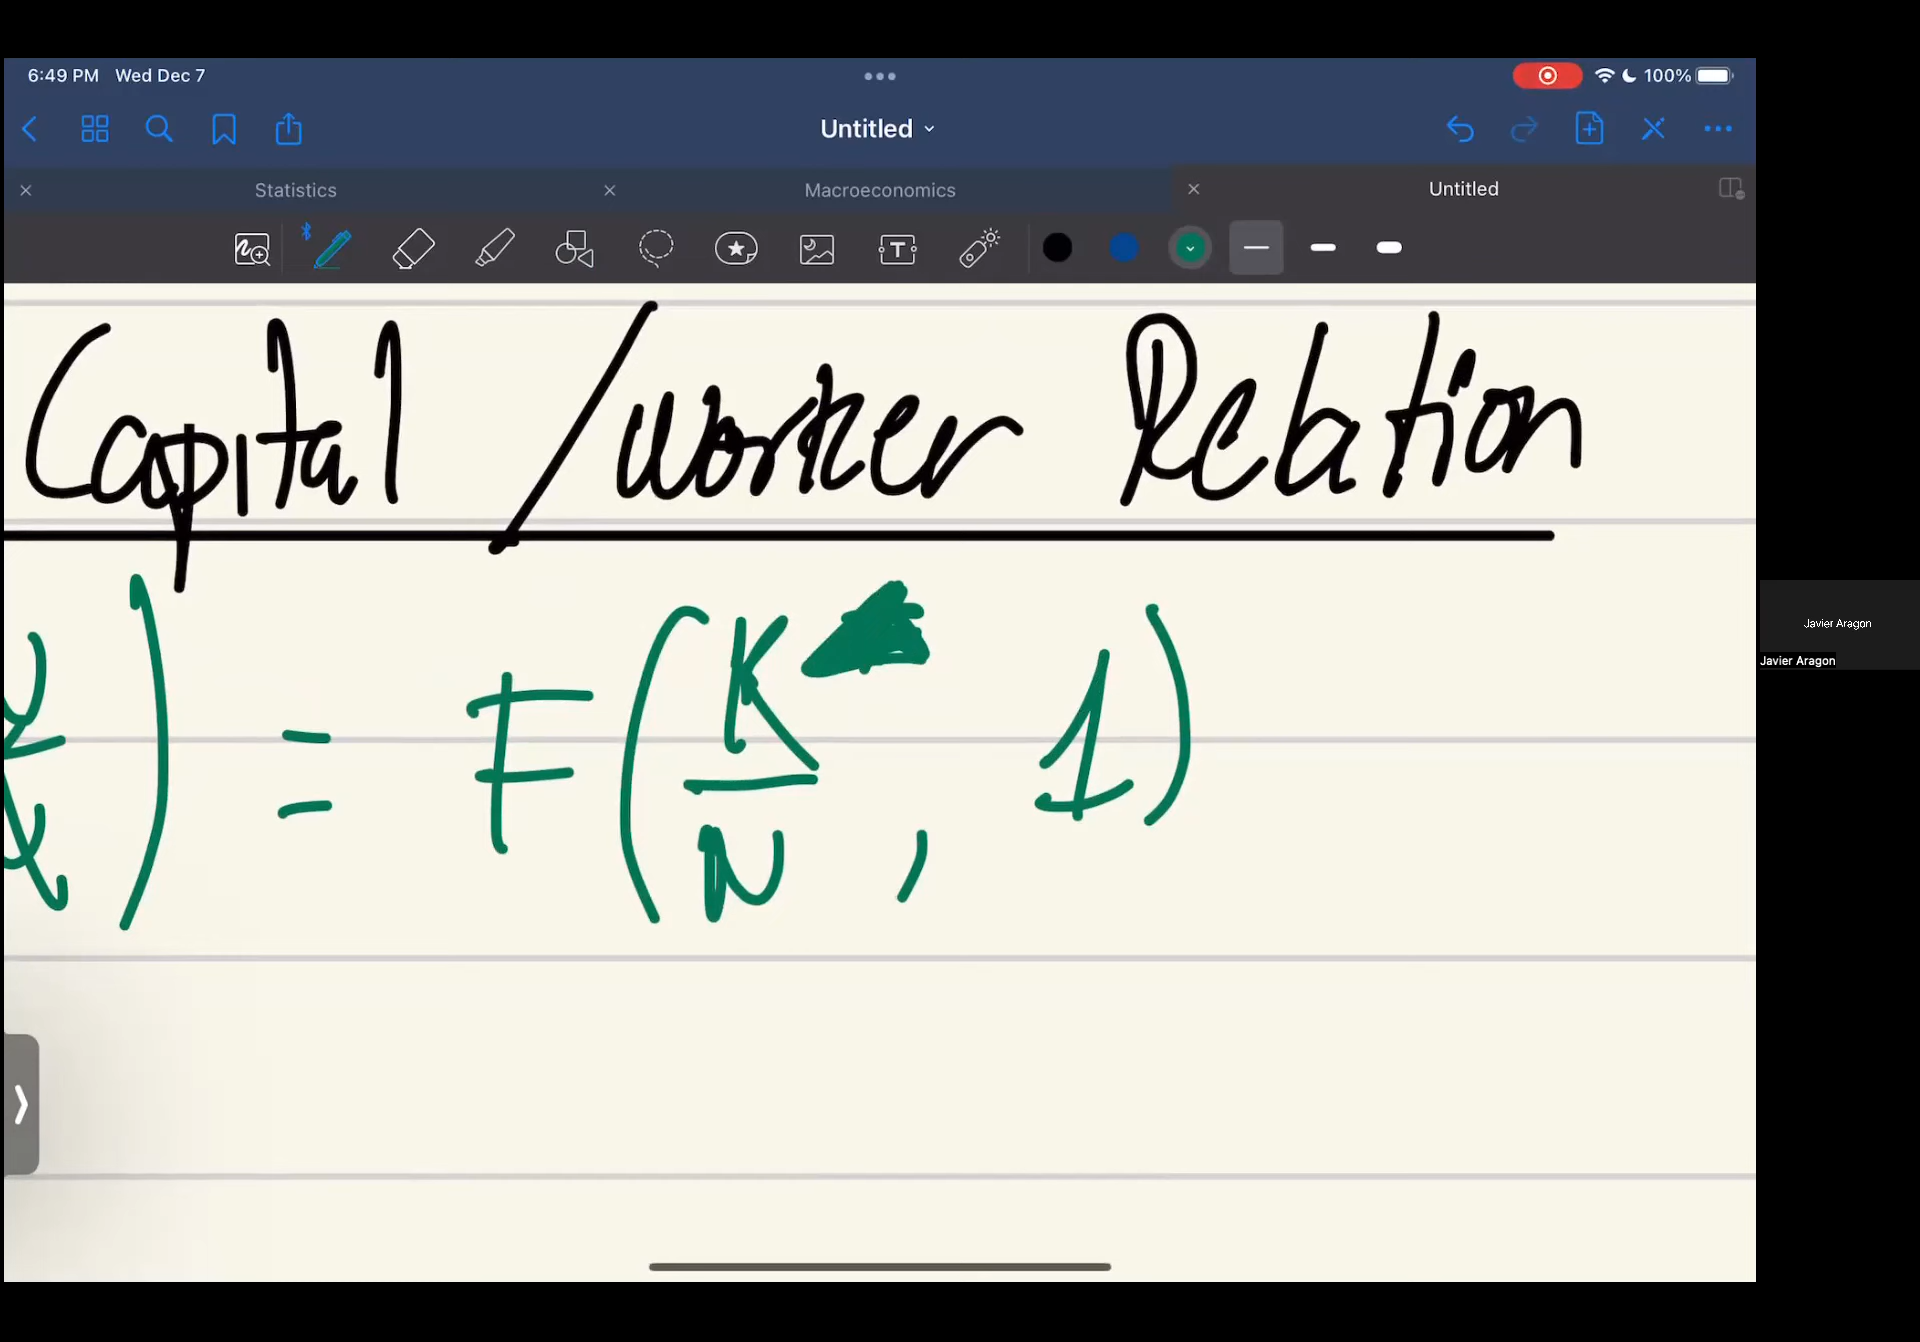 6:49 PM Wed Dec 7
100%
Untitled
Statistics
Macroeconomics
Untitled
T
Capital / worker Relation
) = F ( K
N , 1 )
Javier Aragon
Javier Aragon